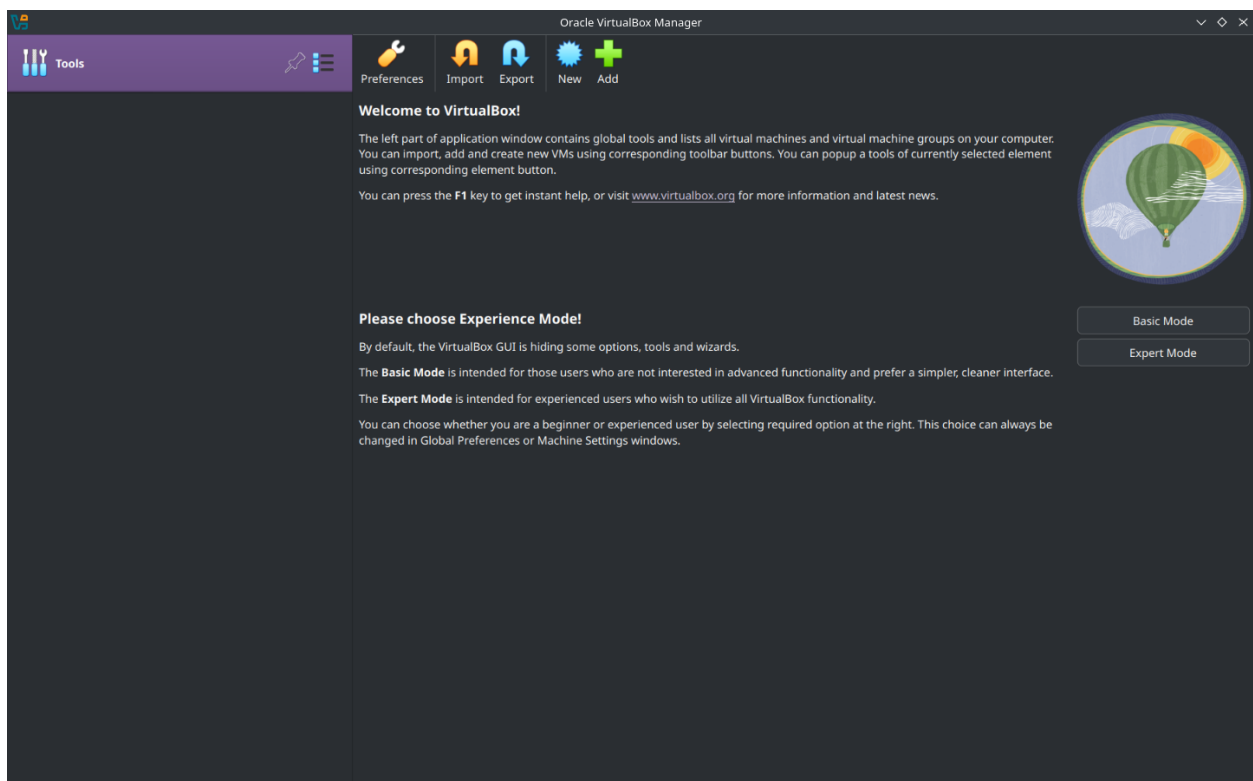 Oracle VirtualBox Manager
Tools
Preferences
Import
Export
New
Add
Welcome to VirtualBox!
The left part of application window contains global tools and lists all virtual machines and virtual machine groups on your computer.
You can import, add and create new VMs using corresponding toolbar buttons. You can popup a tools of currently selected element
using corresponding element button.
You can press the F1 key to get instant help, or visit www.virtualbox.org for more information and latest news.
Please choose Experience Mode!
By default, the VirtualBox GUI is hiding some options, tools and wizards.
The Basic Mode is intended for those users who are not interested in advanced functionality and prefer a simpler, cleaner interface.
The Expert Mode is intended for experienced users who wish to utilize all VirtualBox functionality.
You can choose whether you are a beginner or experienced user by selecting required option at the right. This choice can always be
changed in Global Preferences or Machine Settings windows.
Basic Mode
Expert Mode